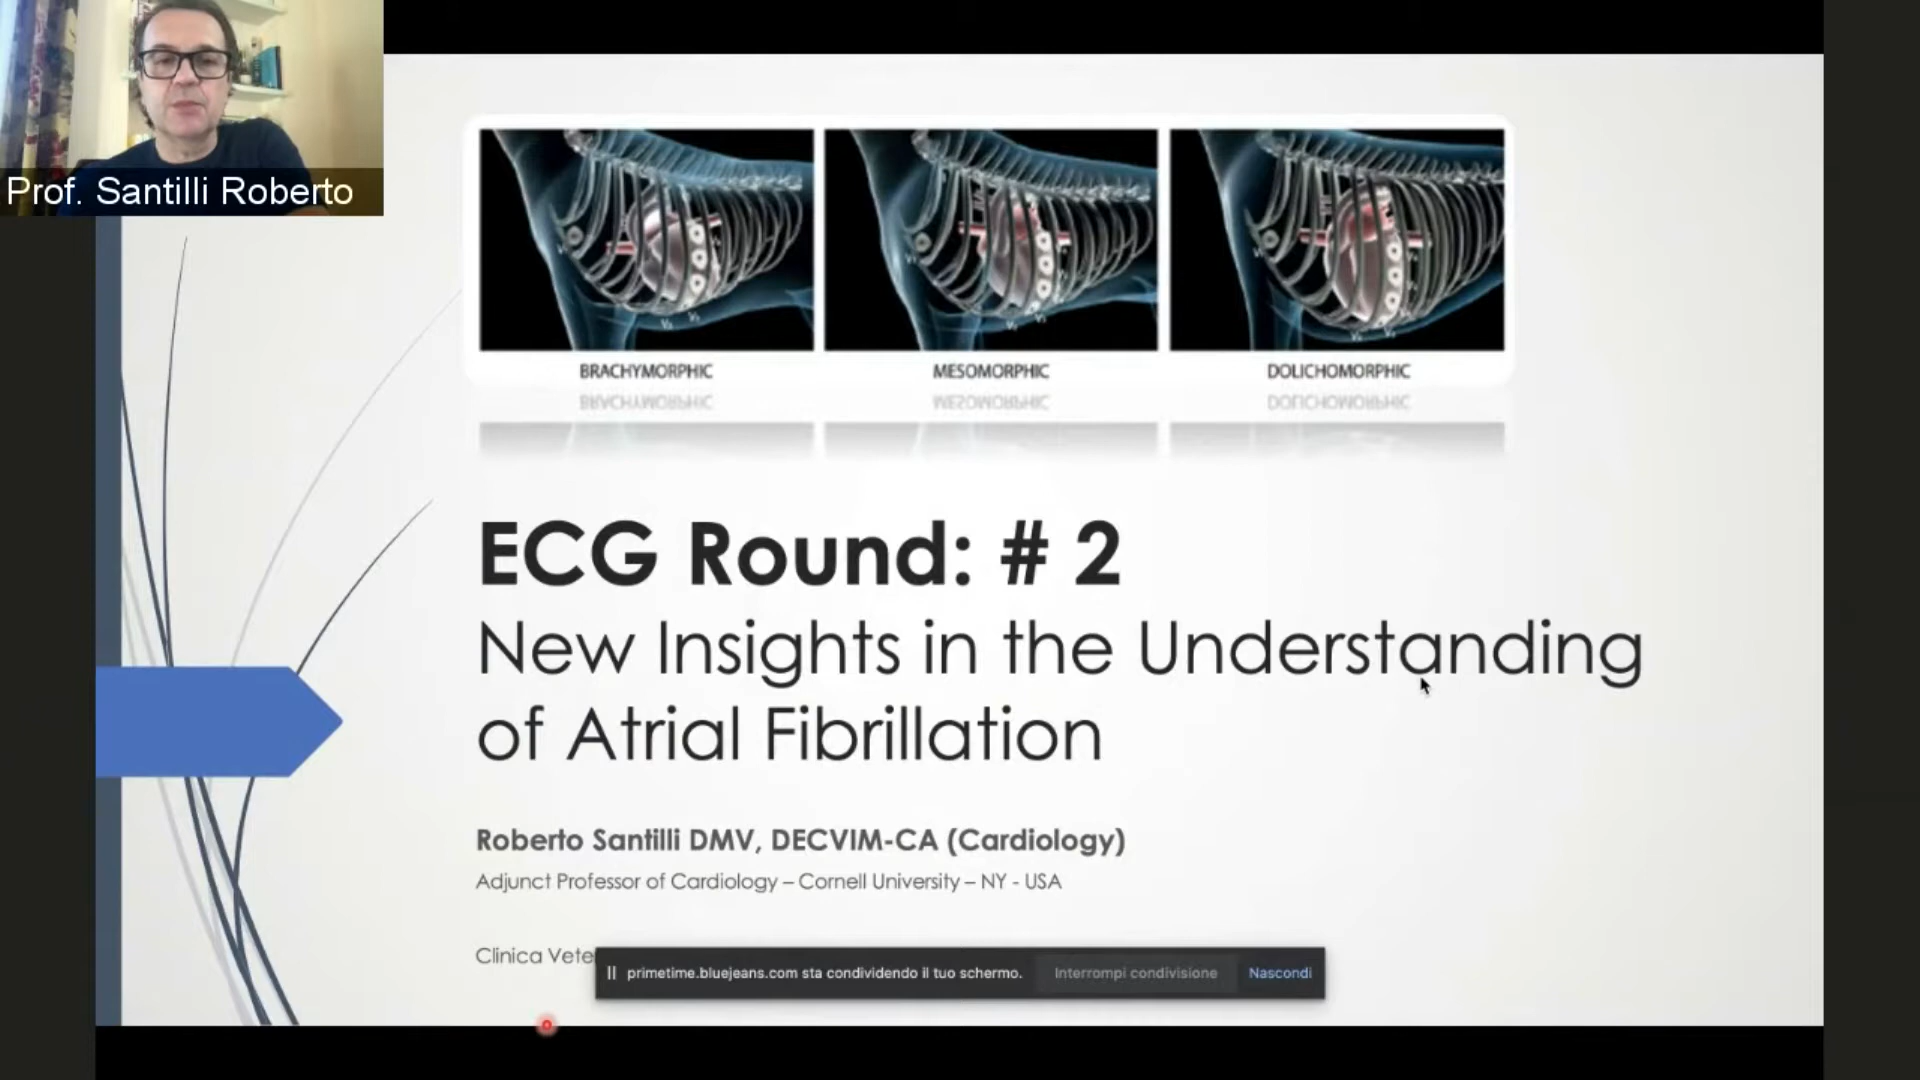 Prof. Santilli Roberto
BRACHYMORPHIC
MESOMORPHIC
DOLICHOMORPHIC
ECG Round: # 2
New Insights in the Understanding
of Atrial Fibrillation
Roberto Santilli DMV, DECVIM-CA (Cardiology)
Adjunct Professor of Cardiology – Cornell University – NY - USA
Clinica Vete
primetime.bluejeans.com sta condividendo il tuo schermo. Interrompi condivisione Nascondi